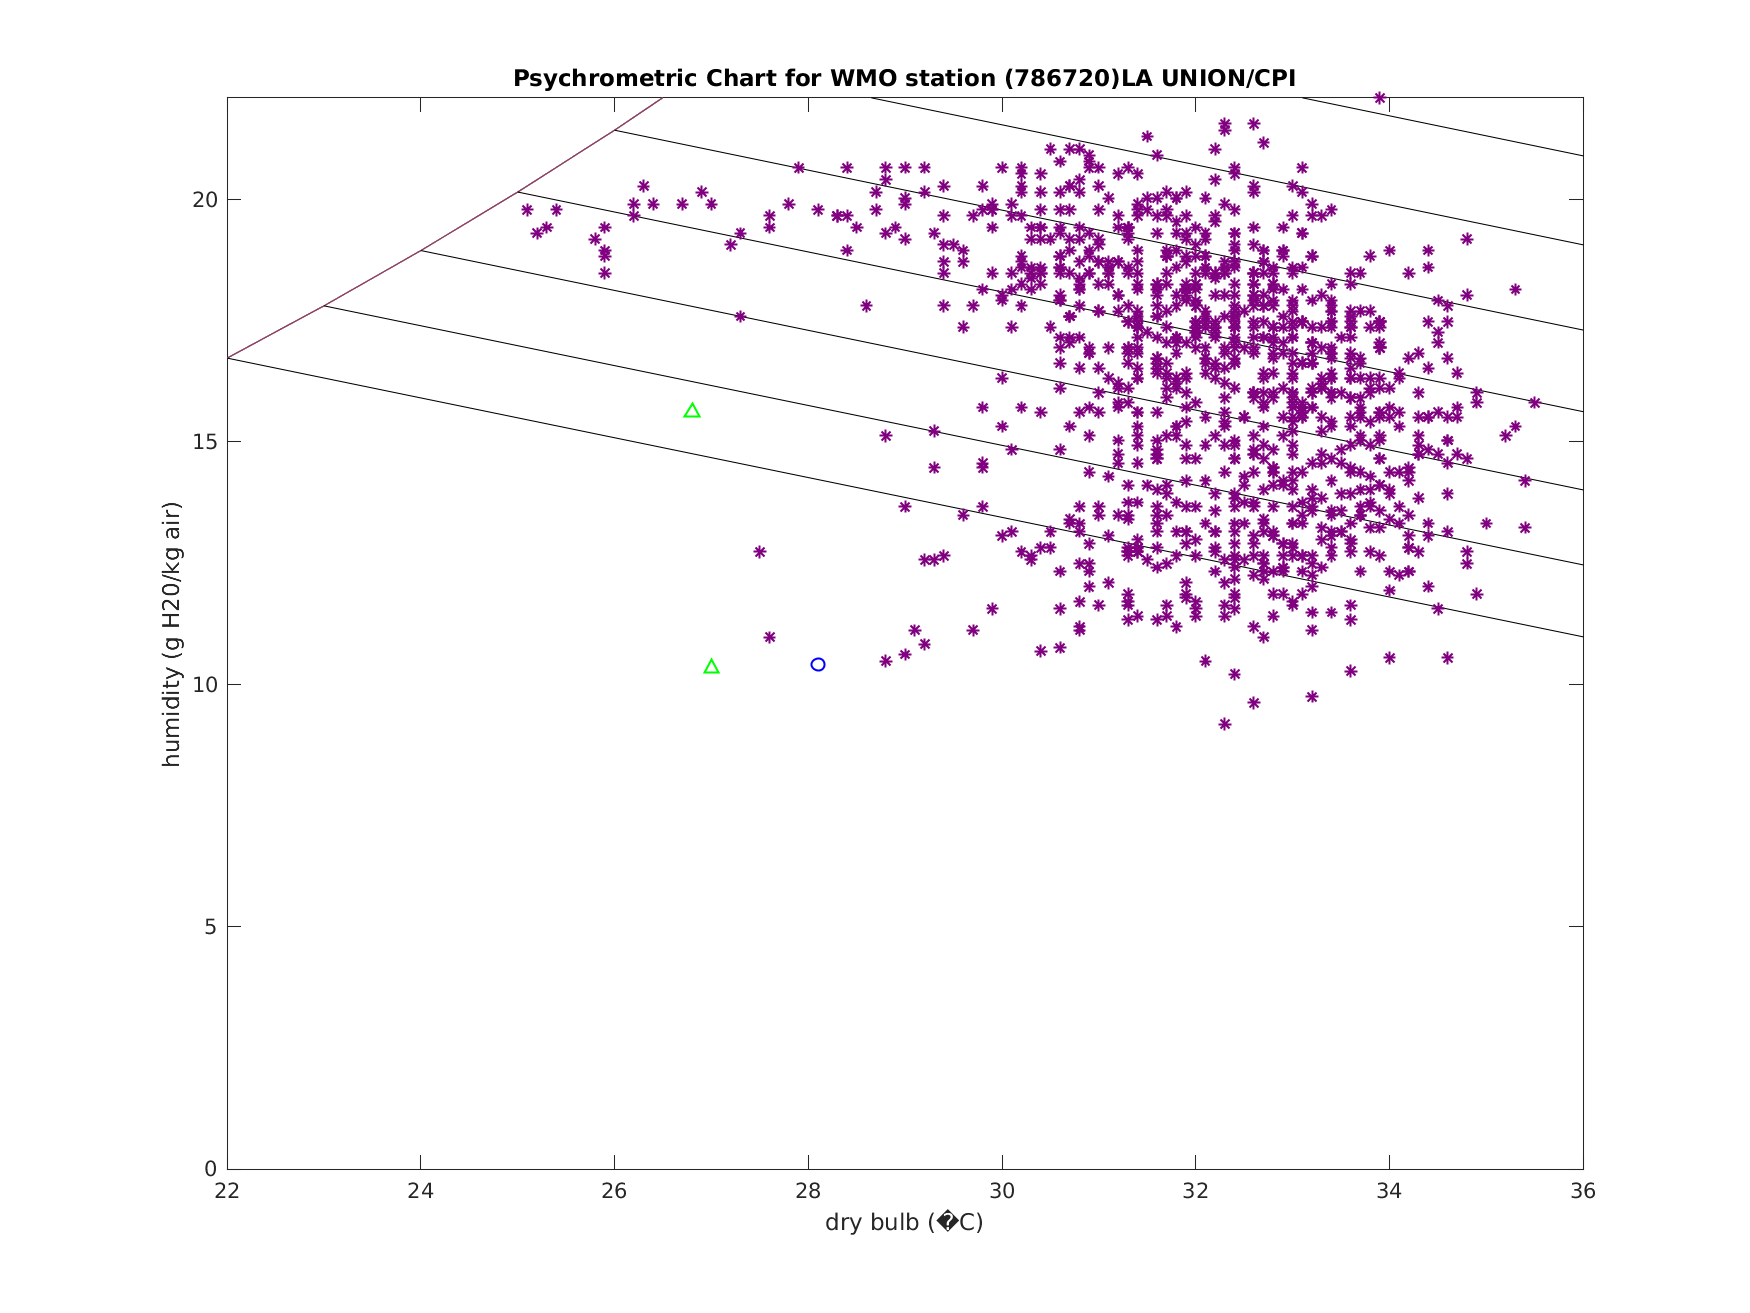 Psychrometric Chart for WMO station (786720)LA UNION/CPI
humidity (g H20/kg air)
20
15
10
5
0
22 24 26 28 30 32 34 36
dry bulb (�C)